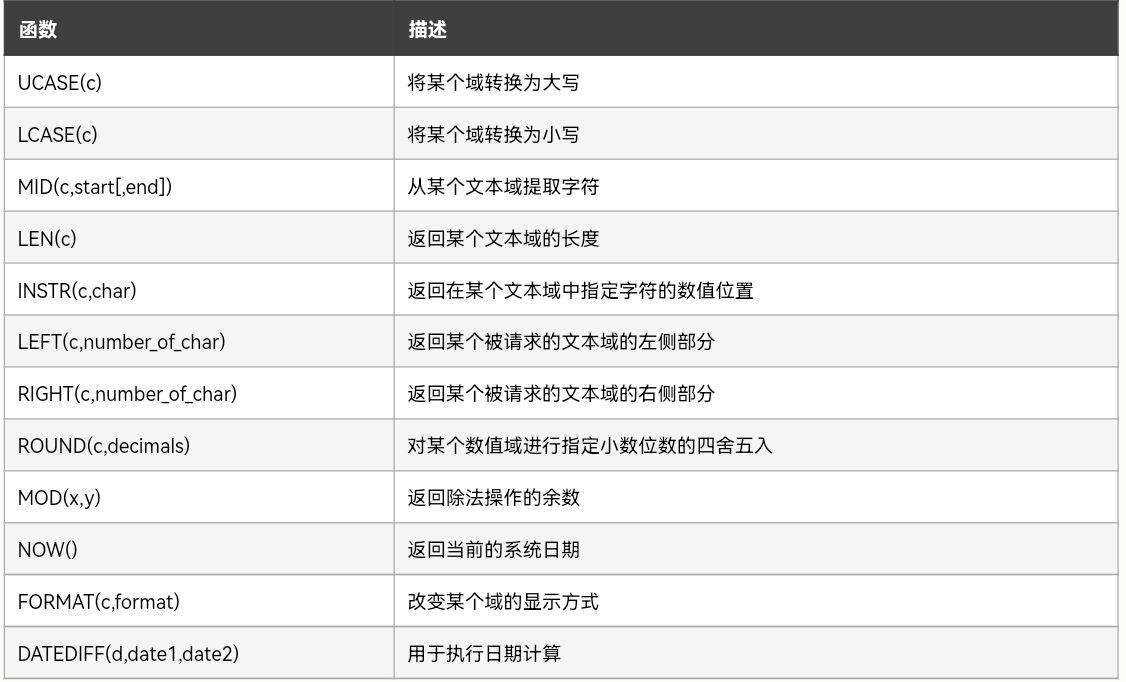 函数 描述
UCASE(c) 将某个域转换为大写
LCASE(c) 将某个域转换为小写
MID(c,start[,end]) 从某个文本域提取字符
LEN(c) 返回某个文本域的长度
INSTR(c,char) 返回在某个文本域中指定字符的数值位置
LEFT(c,number_of_char) 返回某个被请求的文本域的左侧部分
RIGHT(c,number_of_char) 返回某个被请求的文本域的右侧部分
ROUND(c,decimals) 对某个数值域进行指定小数位数的四舍五入
MOD(x,y) 返回除法操作的余数
NOW() 返回当前的系统日期
FORMAT(c,format) 改变某个域的显示方式
DATEDIFF(d,date1,date2) 用于执行日期计算